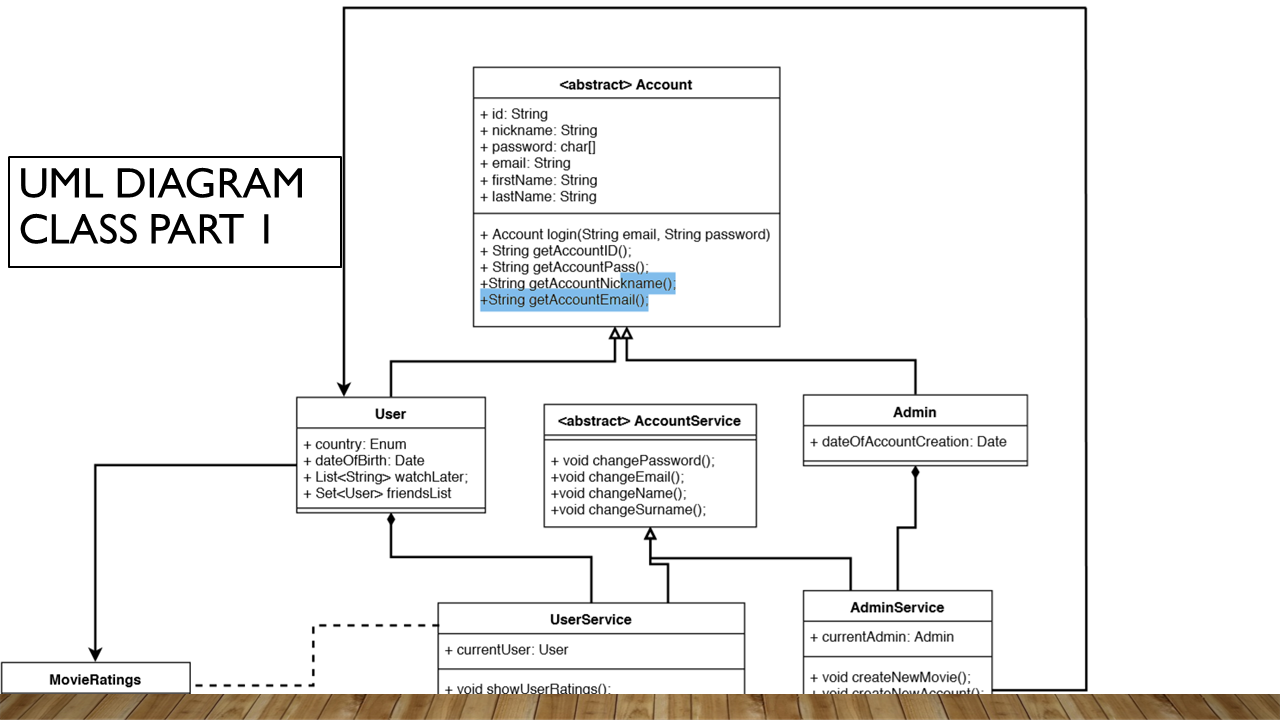 UML DIAGRAM
CLASS PART 1
<abstract> Account
+ id: String
+ nickname: String
+ password: char[]
+ email: String
+ firstName: String
+ lastName: String
+ Account login(String email, String password)
+ String getAccountID();
+ String getAccountPass();
+String getAccountNickname();
+String getAccountEmail();
User
+ country: Enum
+ dateOfBirth: Date
+ List<String> watchLater;
+ Set<User> friendsList
<abstract> AccountService
+ void changePassword();
+void changeEmail();
+void changeName();
+void changeSurname();
Admin
+ dateOfAccountCreation: Date
UserService
+ currentUser: User
+ void showUserRatings();
AdminService
+ currentAdmin: Admin
+ void createNewMovie();
+ void createNewAccount();
MovieRatings